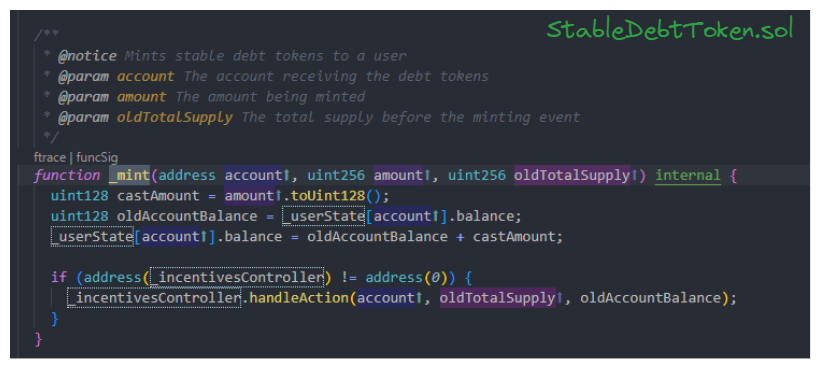 StableDebtToken.sol
/**
* @notice Mints stable debt tokens to a user
* @param account The account receiving the debt tokens
* @param amount The amount being minted
* @param oldTotalSupply The total supply before the minting event
*/
ftrace | funcSig
function _mint(address account↑, uint256 amount↑, uint256 oldTotalSupply↑) internal {
uint128 castAmount = amount↑.toUint128();
uint128 oldAccountBalance = _userState[account↑].balance;
_userState[account↑].balance = oldAccountBalance + castAmount;
if (address(_incentivesController) != address(0)) {
_incentivesController.handleAction(account↑, oldTotalSupply↑, oldAccountBalance);
}
}